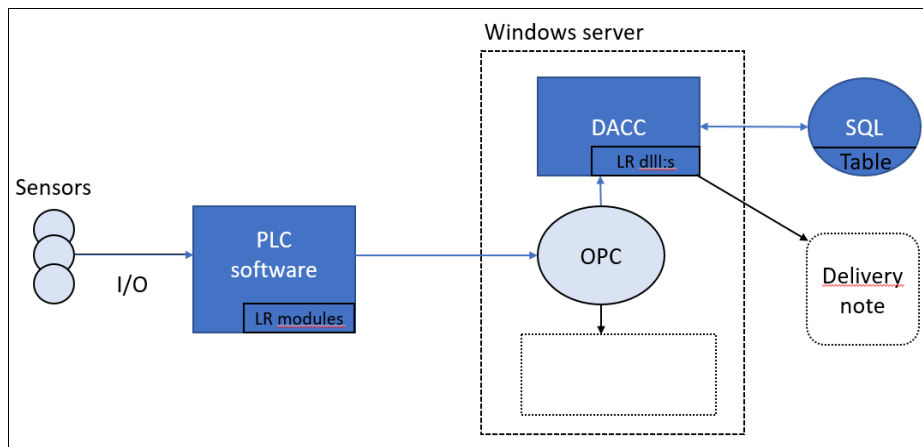 Windows server
DACC
LR dlll:s
SQL
Table
Sensors
I/O
PLC
software
LR modules
OPC
Delivery
note